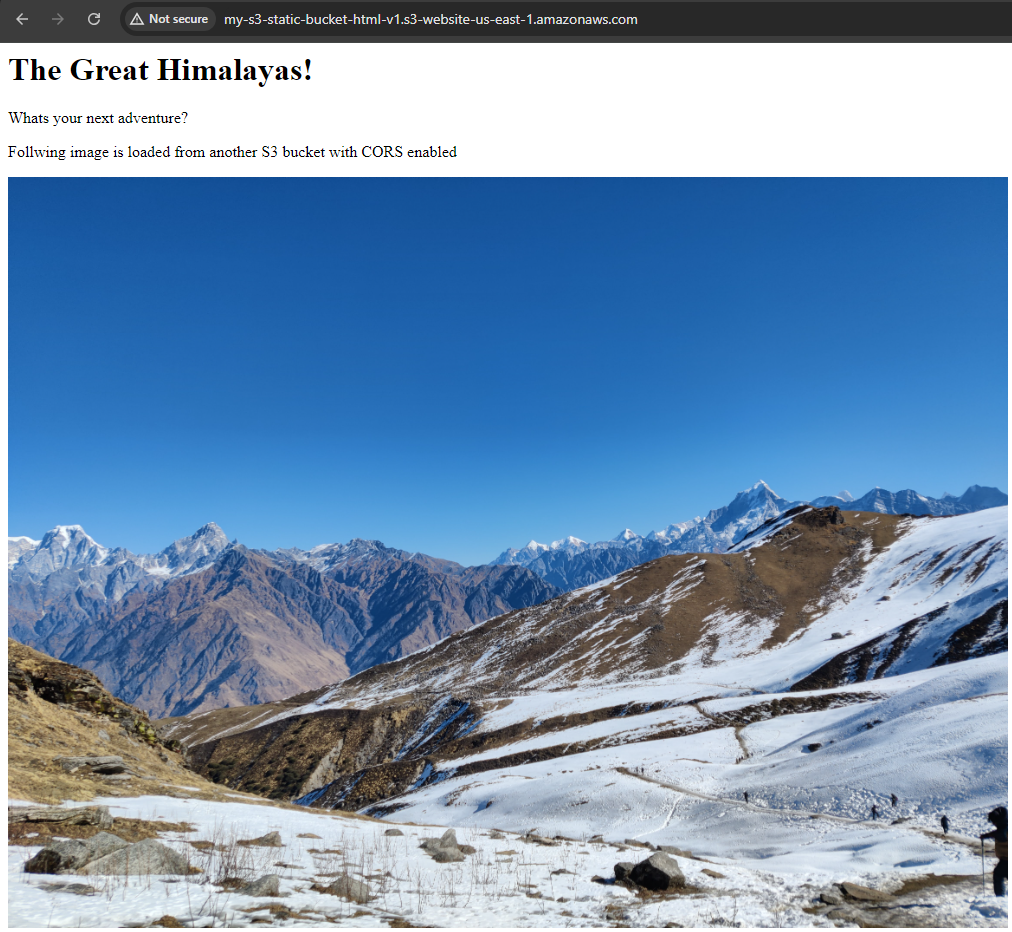 Not secure my-s3-static-bucket-html-v1.s3-website-us-east-1.amazonaws.com
The Great Himalayas!
Whats your next adventure?
Follwing image is loaded from another S3 bucket with CORS enabled